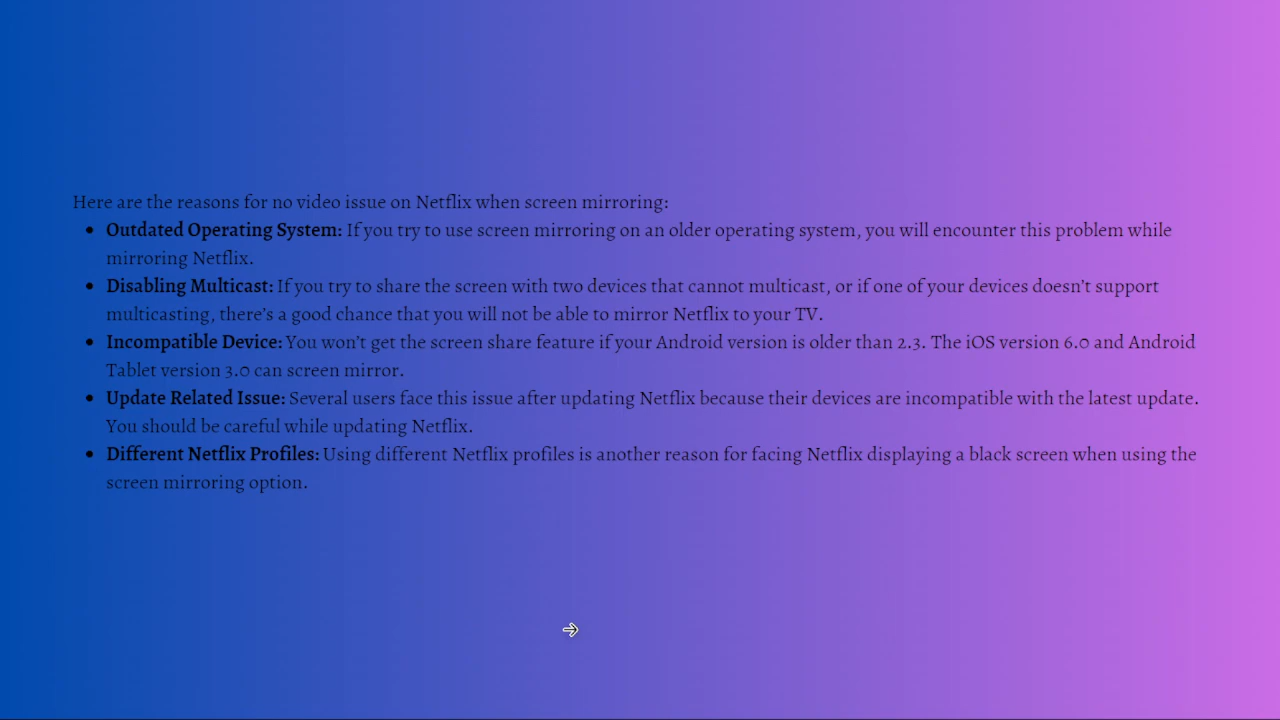 Here are the reasons for no video issue on Netflix when screen mirroring:
• Outdated Operating System: If you try to use screen mirroring on an older operating system, you will encounter this problem while
mirroring Netflix.
• Disabling Multicast: If you try to share the screen with two devices that cannot multicast, or if one of your devices doesn't support
multicasting, there's a good chance that you will not be able to mirror Netflix to your TV.
• Incompatible Device: You won't get the screen share feature if your Android version is older than 2.3. The iOS version 6.0 and Android
Tablet version 3.0 can screen mirror.
• Update Related Issue: Several users face this issue after updating Netflix because their devices are incompatible with the latest update.
You should be careful while updating Netflix.
• Different Netflix Profiles: Using different Netflix profiles is another reason for facing Netflix displaying a black screen when using the
screen mirroring option.